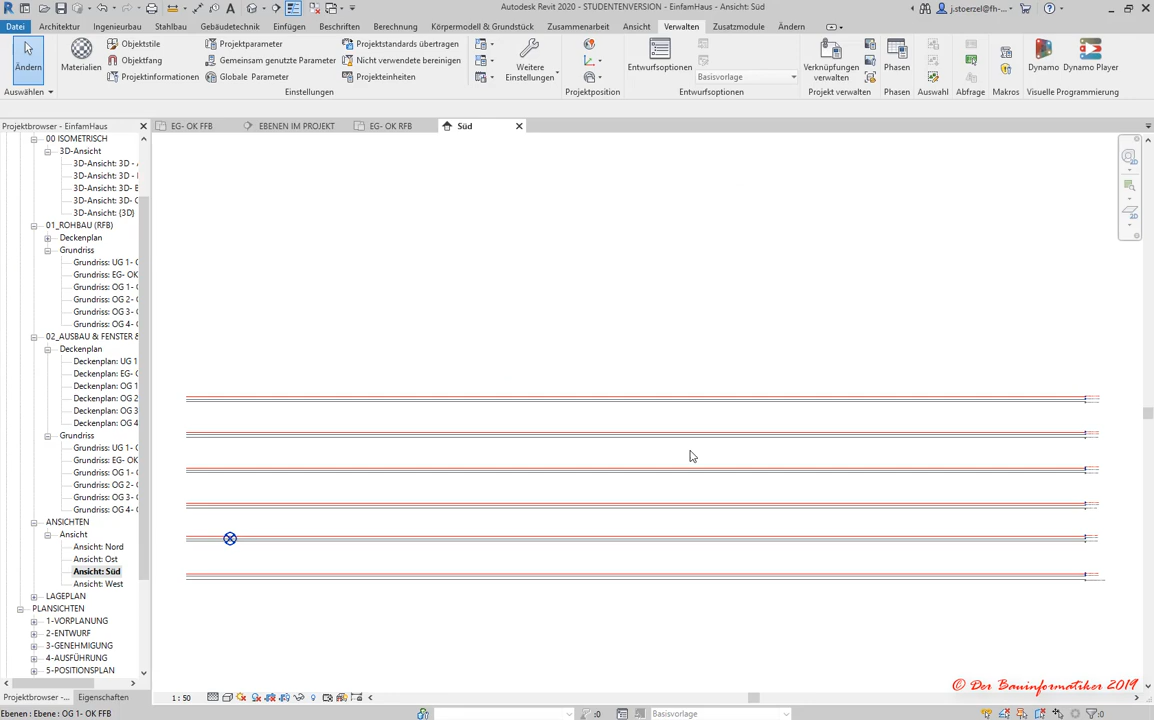 Autodesk Revit 2020 - STUDENTENVERSION - EinfamHaus - Ansicht: Süd
j.stoerzel@fh-...
Datei Architektur Ingenieurbau Stahlbau Gebäudetechnik Einfügen Beschriften Berechnung Körpermodell & Grundstück Zusammenarbeit Ansicht Verwalten Zusatzmodule Ändern
Ändern
Materialien
Objektstile
Objektfang
Projektinformationen
Projektparameter
Gemeinsam genutzte Parameter
Globale Parameter
Projektstandards übertragen
Nicht verwendete bereinigen
Projekteinheiten
Weitere
Einstellungen
Entwurfsoptionen
Basisvorlage
Verknüpfungen
verwalten
Phasen
Dynamo
Dynamo Player
Auswählen Einstellungen Projektposition Entwurfsoptionen Projekt verwalten Phasen Auswahl Abfrage Makros Visuelle Programmierung
Projektbrowser - EinfamHaus
EG- OK FFB
EBENEN IM PROJEKT
EG- OK RFB
Süd
00 ISOMETRISCH
3D-Ansicht
3D-Ansicht: 3D -
3D-Ansicht: 3D -
3D-Ansicht: 3D-
3D-Ansicht: 3D-
3D-Ansicht: {3D}
01_ROHBAU (RFB)
Deckenplan
Grundriss
Grundriss: UG 1-
Grundriss: EG- OK
Grundriss: OG 1-
Grundriss: OG 2-
Grundriss: OG 3-
Grundriss: OG 4-
02_AUSBAU & FENSTER &
Deckenplan
Deckenplan: UG 1
Deckenplan: EG-
Deckenplan: OG 1
Deckenplan: OG 2
Deckenplan: OG 3
Deckenplan: OG 4
Grundriss
Grundriss: UG 1-
Grundriss: EG- OK
Grundriss: OG 1-
Grundriss: OG 2-
Grundriss: OG 3-
Grundriss: OG 4-
ANSICHTEN
Ansicht
Ansicht: Nord
Ansicht: Ost
Ansicht: Süd
Ansicht: West
LAGEPLAN
PLANSICHTEN
1-VORPLANUNG
2-ENTWURF
3-GENEHMIGUNG
4-AUSFÜHRUNG
5-POSITIONSPLAN
© Der Bauinformatiker 2019
Projektbrowser -... Eigenschaften
1 : 50
Ebenen : Ebene : OG 1- OK FFB
:0
Basisvorlage
:0